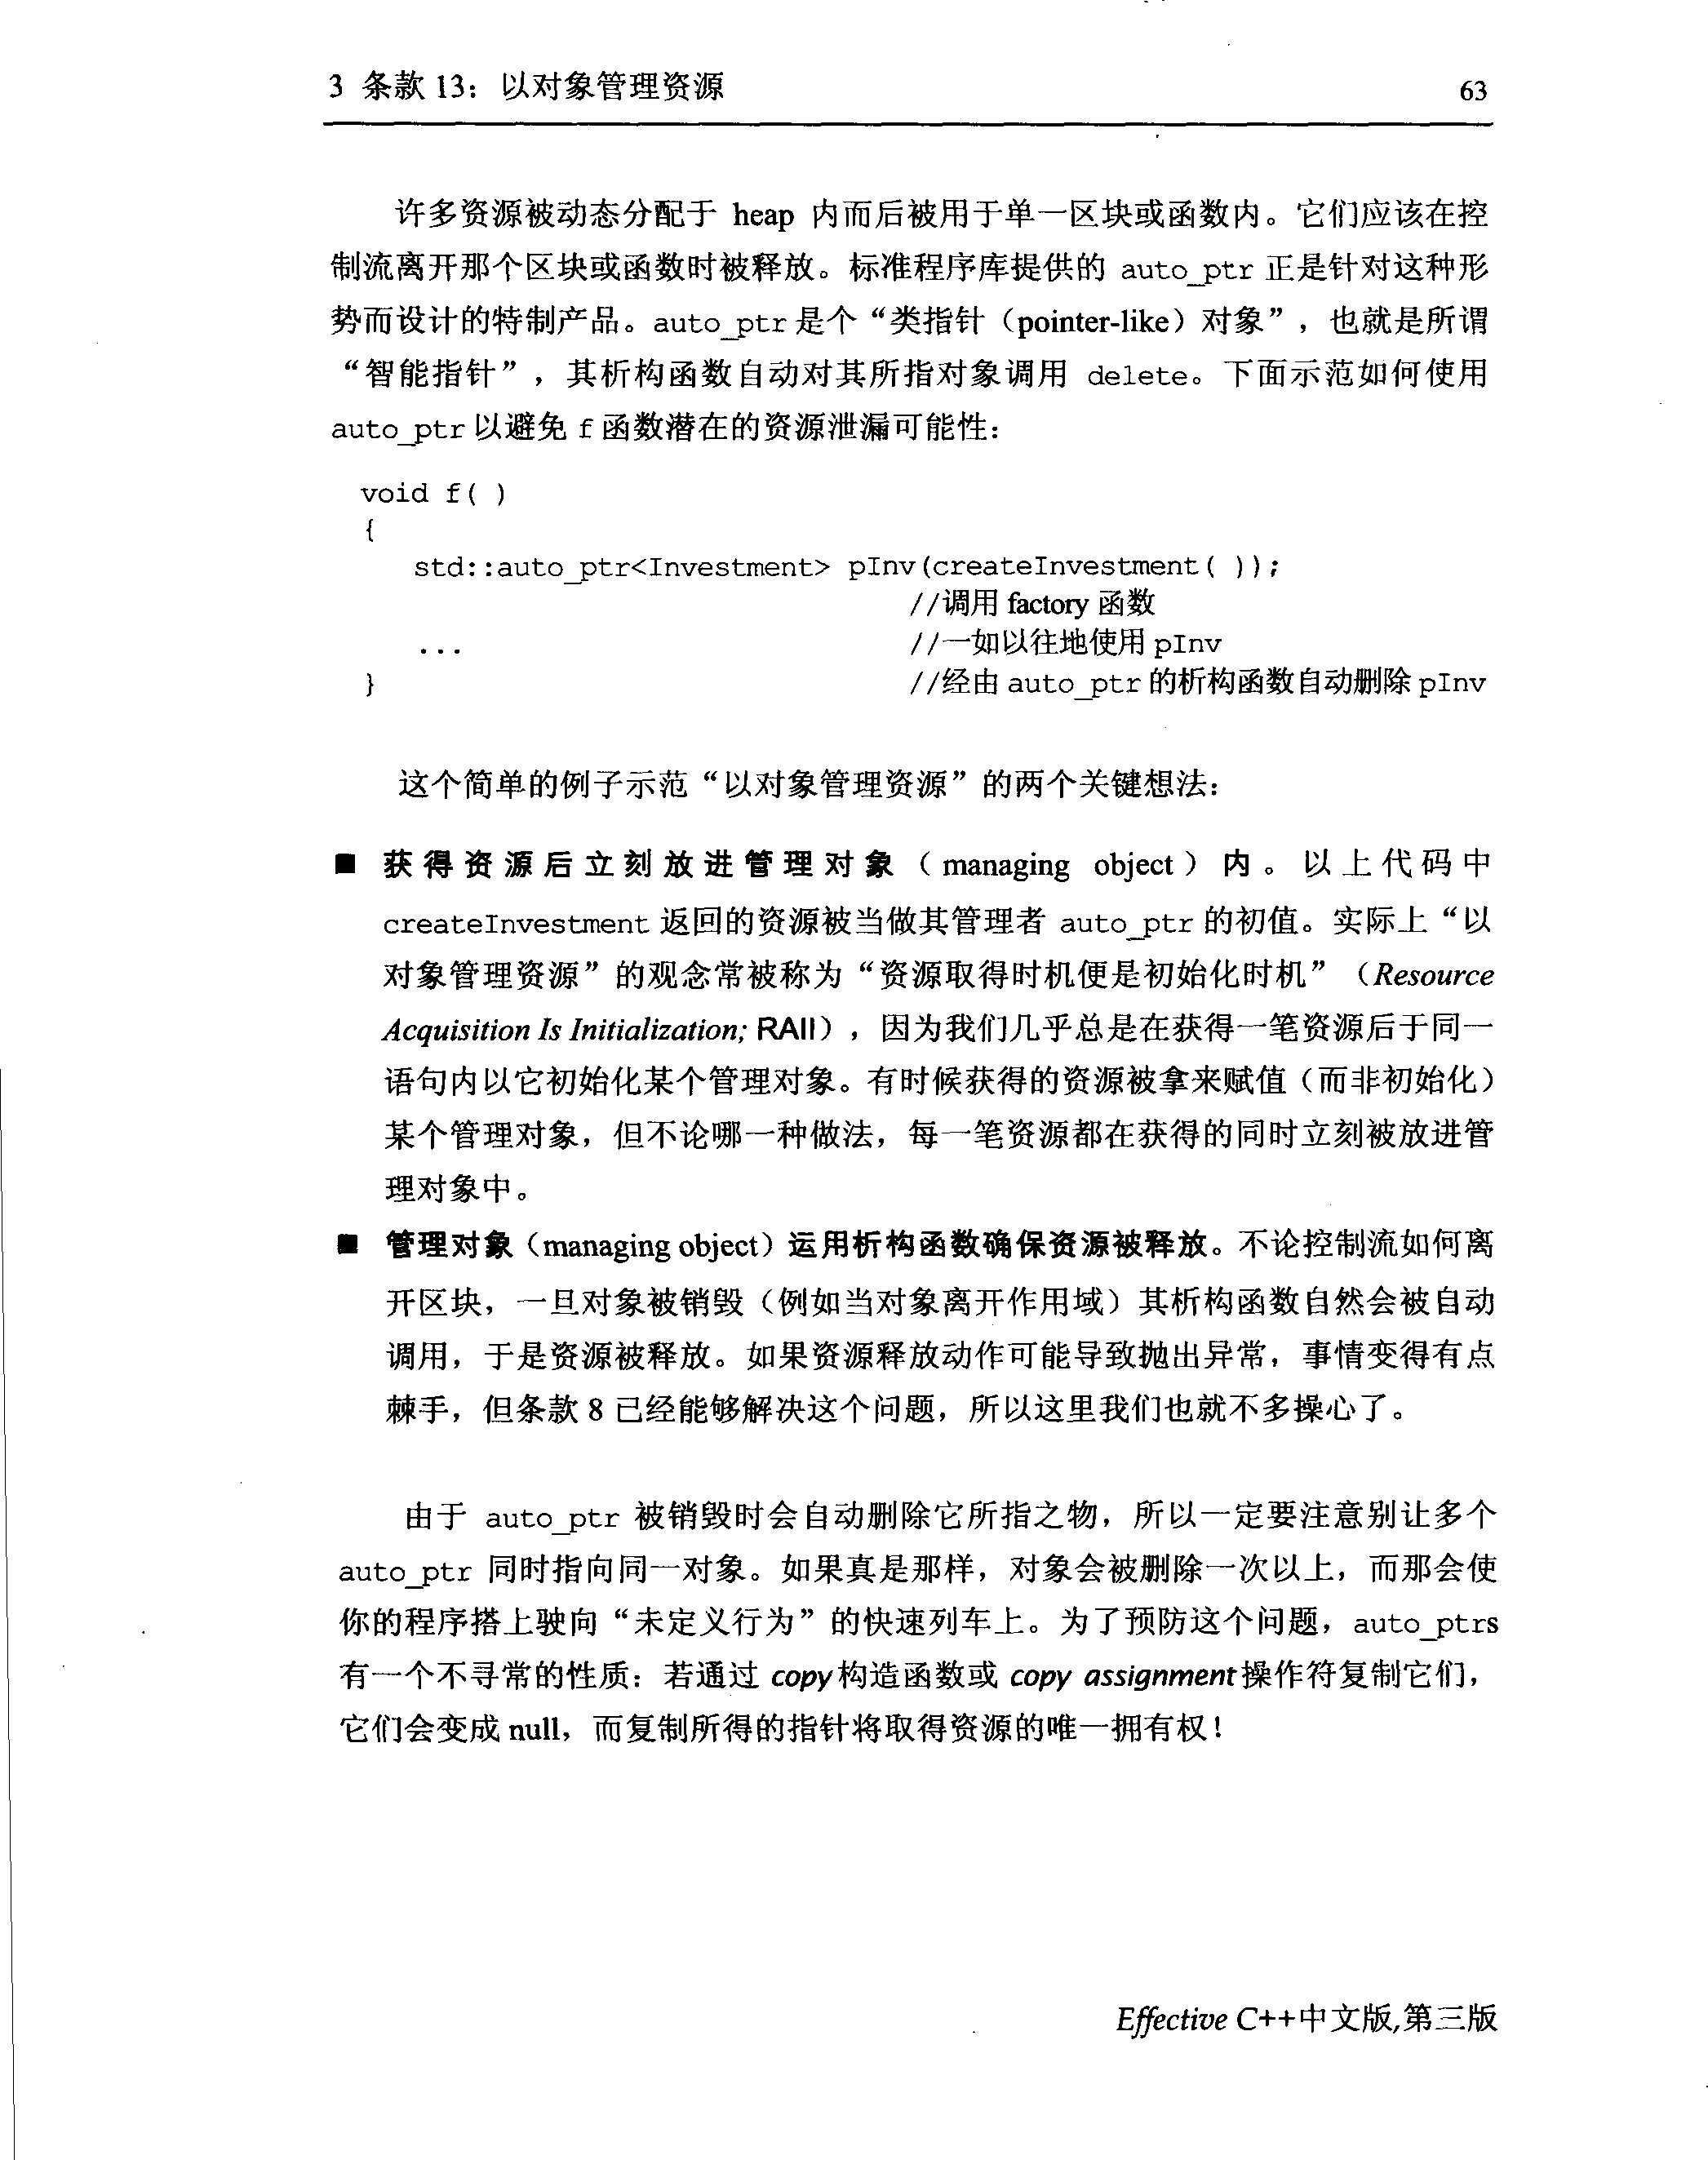 3 条款 13：以对象管理资源
63
许多资源被动态分配于 heap 内而后被用于单一区块或函数内。它们应该在控
制流离开那个区块或函数时被释放。标准程序库提供的 auto_ptr 正是针对这种形
势而设计的特制产品。auto_ptr 是个“类指针（pointer-like）对象”，也就是所谓
“智能指针”，其析构函数自动对其所指对象调用 delete。下面示范如何使用
auto_ptr 以避免 f 函数潜在的资源泄漏可能性：
void f( )
{
std::auto_ptr<Investment> pInv(createInvestment( ));
//调用 factory 函数
... //一如以往地使用 pInv
} //经由 auto_ptr 的析构函数自动删除 pInv
这个简单的例子示范“以对象管理资源”的两个关键想法：
■ 获得资源后立刻放进管理对象（managing object）内。以上代码中
createInvestment 返回的资源被当做其管理者 auto_ptr 的初值。实际上“以
对象管理资源”的观念常被称为“资源取得时机便是初始化时机”（Resource
Acquisition Is Initialization; RAII），因为我们几乎总是在获得一笔资源后于同一
语句内以它初始化某个管理对象。有时候获得的资源被拿来赋值（而非初始化）
某个管理对象，但不论哪一种做法，每一笔资源都在获得的同时立刻被放进管
理对象中。
■ 管理对象（managing object）运用析构函数确保资源被释放。不论控制流如何离
开区块，一旦对象被销毁（例如当对象离开作用域）其析构函数自然会被自动
调用，于是资源被释放。如果资源释放动作可能导致抛出异常，事情变得有点
棘手，但条款 8 已经能够解决这个问题，所以这里我们也就不多操心了。
由于 auto_ptr 被销毁时会自动删除它所指之物，所以一定要注意别让多个
auto_ptr 同时指向同一对象。如果真是那样，对象会被删除一次以上，而那会使
你的程序搭上驶向“未定义行为”的快速列车上。为了预防这个问题，auto_ptrs
有一个不寻常的性质：若通过 copy 构造函数或 copy assignment 操作符复制它们，
它们会变成 null，而复制所得的指针将取得资源的唯一拥有权！
Effective C++中文版,第三版